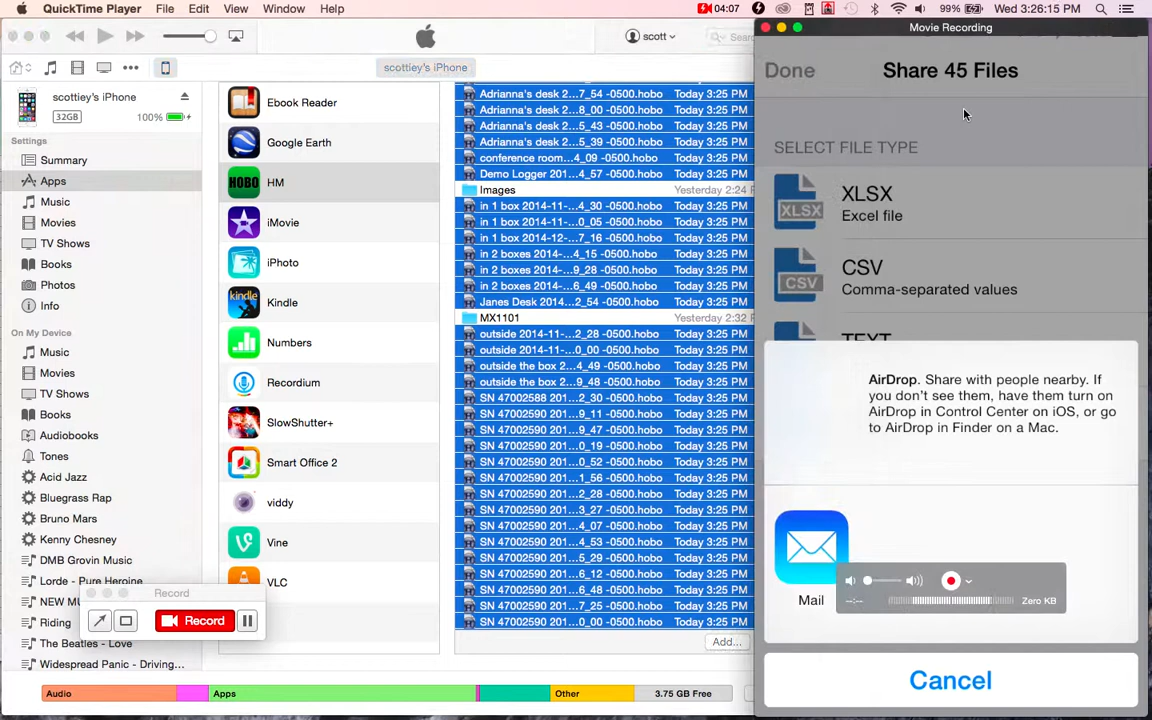 QuickTime Player File Edit View Window Help 04:07 99% Wed 3:26:15 PM
scott
Sear
Movie Recording
scottiey's iPhone
scottiey's iPhone
32GB 100%
Settings
Summary
Apps
Music
Movies
TV Shows
Books
Photos
Info
On My Device
Music
Movies
TV Shows
Books
Audiobooks
Tones
Acid Jazz
Bluegrass Rap
Bruno Mars
Kenny Chesney
DMB Grovin Music
Lorde - Pure Heroine
NEW MU
Riding
The Beatles - Love
Widespread Panic - Driving...
Record
Record
Ebook Reader
Google Earth
HOBO HM
iMovie
iPhoto
kindle Kindle
Numbers
Recordium
SlowShutter+
Smart Office 2
viddy
Vine
VLC
Adrianna's desk 2...7_54 -0500.hobo Today 3:25 PM
Adrianna's desk 2...8_00 -0500.hobo Today 3:25 PM
Adrianna's desk 2...5_43 -0500.hobo Today 3:25 PM
Adrianna's desk 2...5_39 -0500.hobo Today 3:25 PM
conference room...4_09 -0500.hobo Today 3:25 PM
Demo Logger 201...4_57 -0500.hobo Today 3:25 PM
Images Yesterday 2:24 P
in 1 box 2014-11-...4_30 -0500.hobo Today 3:25 PM
in 1 box 2014-11-...0_05 -0500.hobo Today 3:25 PM
in 1 box 2014-12-...7_16 -0500.hobo Today 3:25 PM
in 2 boxes 2014-...4_15 -0500.hobo Today 3:25 PM
in 2 boxes 2014-...9_28 -0500.hobo Today 3:25 PM
in 2 boxes 2014-...6_49 -0500.hobo Today 3:25 PM
Janes Desk 2014...2_54 -0500.hobo Today 3:25 PM
MX1101 Yesterday 2:32 P
outside 2014-11-...2_28 -0500.hobo Today 3:25 PM
outside 2014-11-...0_00 -0500.hobo Today 3:25 PM
outside the box 2...4_49 -0500.hobo Today 3:25 PM
outside the box 2...9_48 -0500.hobo Today 3:25 PM
SN 47002588 201...2_30 -0500.hobo Today 3:25 PM
SN 47002590 201...9_11 -0500.hobo Today 3:25 PM
SN 47002590 201...9_47 -0500.hobo Today 3:25 PM
SN 47002590 201...0_19 -0500.hobo Today 3:25 PM
SN 47002590 201...0_52 -0500.hobo Today 3:25 PM
SN 47002590 201...1_56 -0500.hobo Today 3:25 PM
SN 47002590 201...2_28 -0500.hobo Today 3:25 PM
SN 47002590 201...3_27 -0500.hobo Today 3:25 PM
SN 47002590 201...4_07 -0500.hobo Today 3:25 PM
SN 47002590 201...4_53 -0500.hobo Today 3:25 PM
SN 47002590 201...5_29 -0500.hobo Today 3:25 PM
SN 47002590 201...6_12 -0500.hobo Today 3:25 PM
SN 47002590 201...6_48 -0500.hobo Today 3:25 PM
SN 47002590 201...7_25 -0500.hobo Today 3:25 PM
SN 47002590 201...0_00 -0500.hobo Today 3:25 PM
Add...
Audio Apps Other 3.75 GB Free
Done Share 45 Files
SELECT FILE TYPE
XLSX XLSX
Excel file
CSV CSV
Comma-separated values
TEXT
AirDrop. Share with people nearby. If
you don't see them, have them turn on
AirDrop in Control Center on iOS, or go
to AirDrop in Finder on a Mac.
Mail
--:-- Zero KB
Cancel